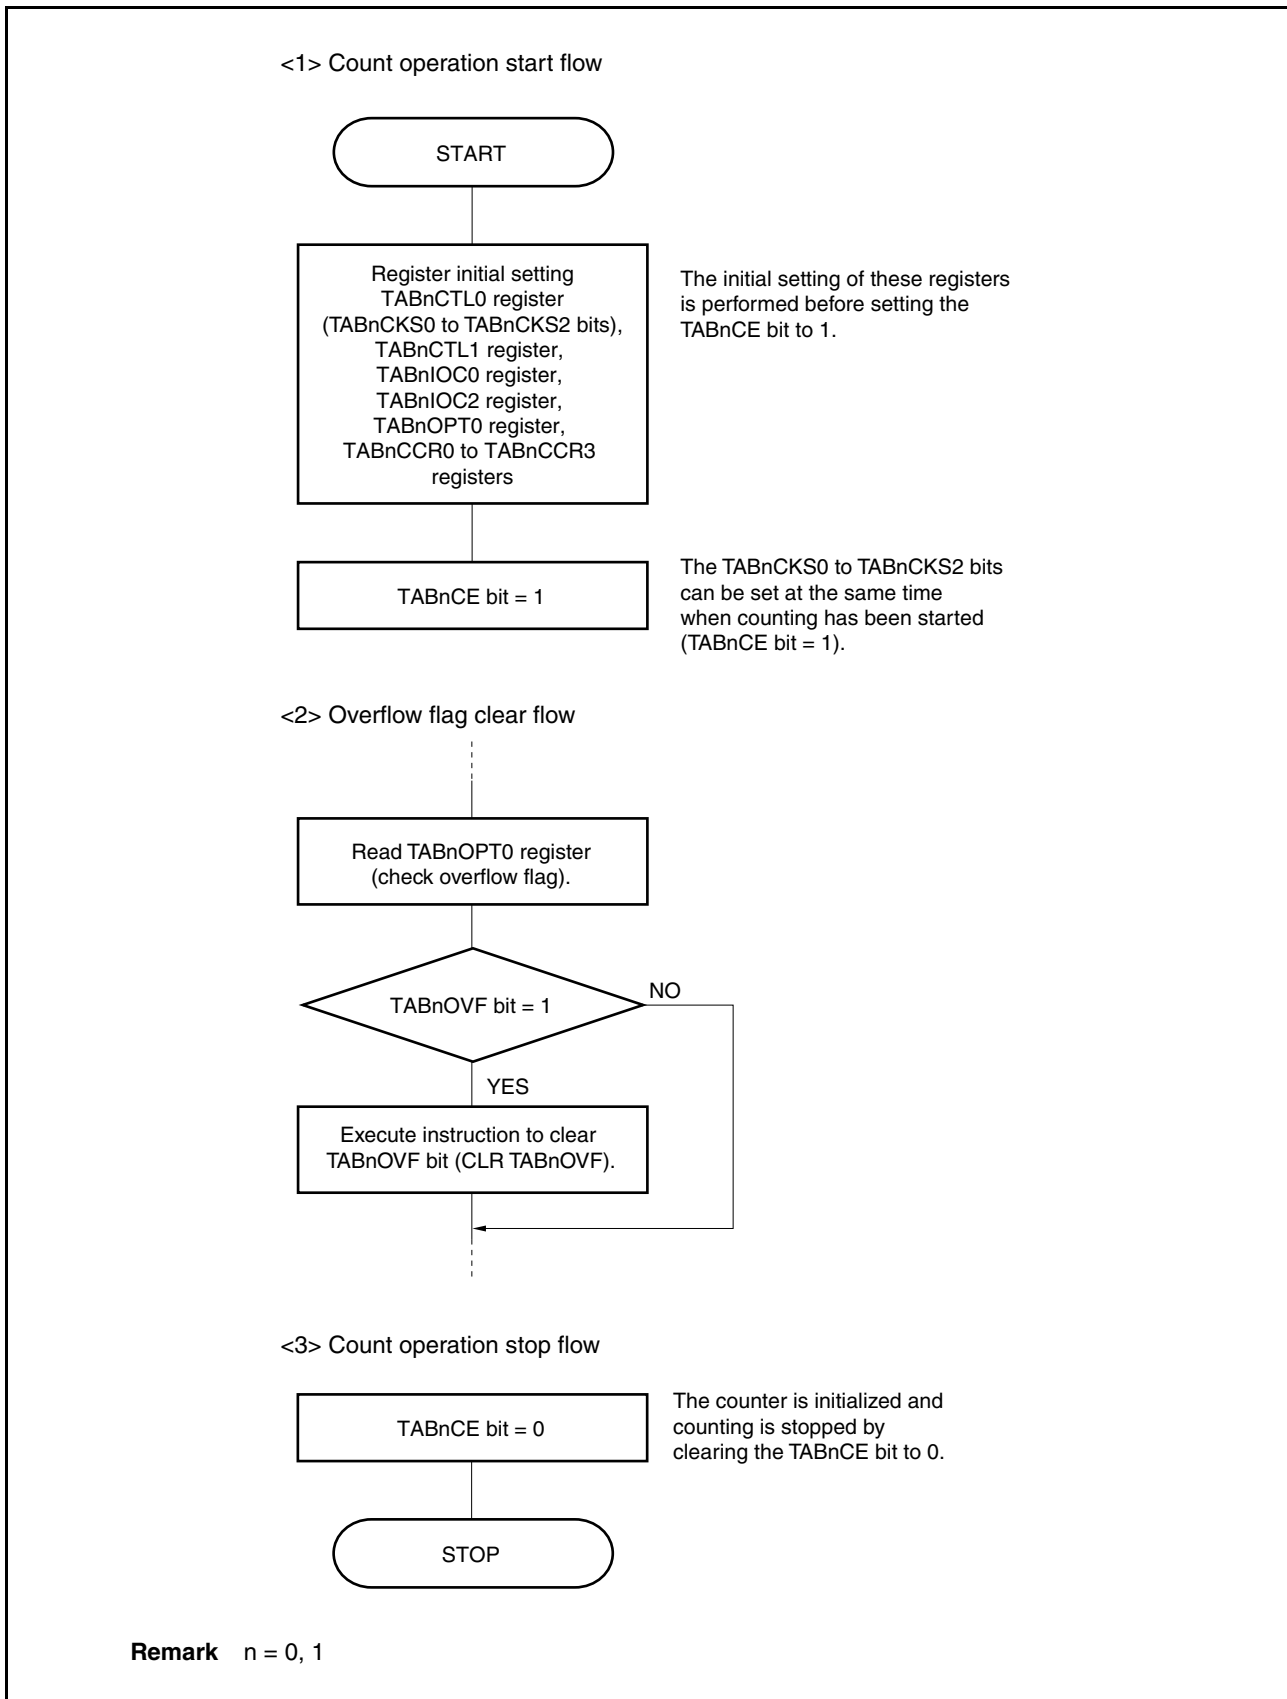 <1> Count operation start flow
START
Register initial setting
TABnCTL0 register
(TABnCKS0 to TABnCKS2 bits),
TABnCTL1 register,
TABnIOC0 register,
TABnIOC2 register,
TABnOPT0 register,
TABnCCR0 to TABnCCR3
registers
The initial setting of these registers
is performed before setting the
TABnCE bit to 1.
TABnCE bit = 1
The TABnCKS0 to TABnCKS2 bits
can be set at the same time
when counting has been started
(TABnCE bit = 1).
<2> Overflow flag clear flow
Read TABnOPT0 register
(check overflow flag).
TABnOVF bit = 1
NO
YES
Execute instruction to clear
TABnOVF bit (CLR TABnOVF).
<3> Count operation stop flow
TABnCE bit = 0
The counter is initialized and
counting is stopped by
clearing the TABnCE bit to 0.
STOP
Remark n = 0, 1